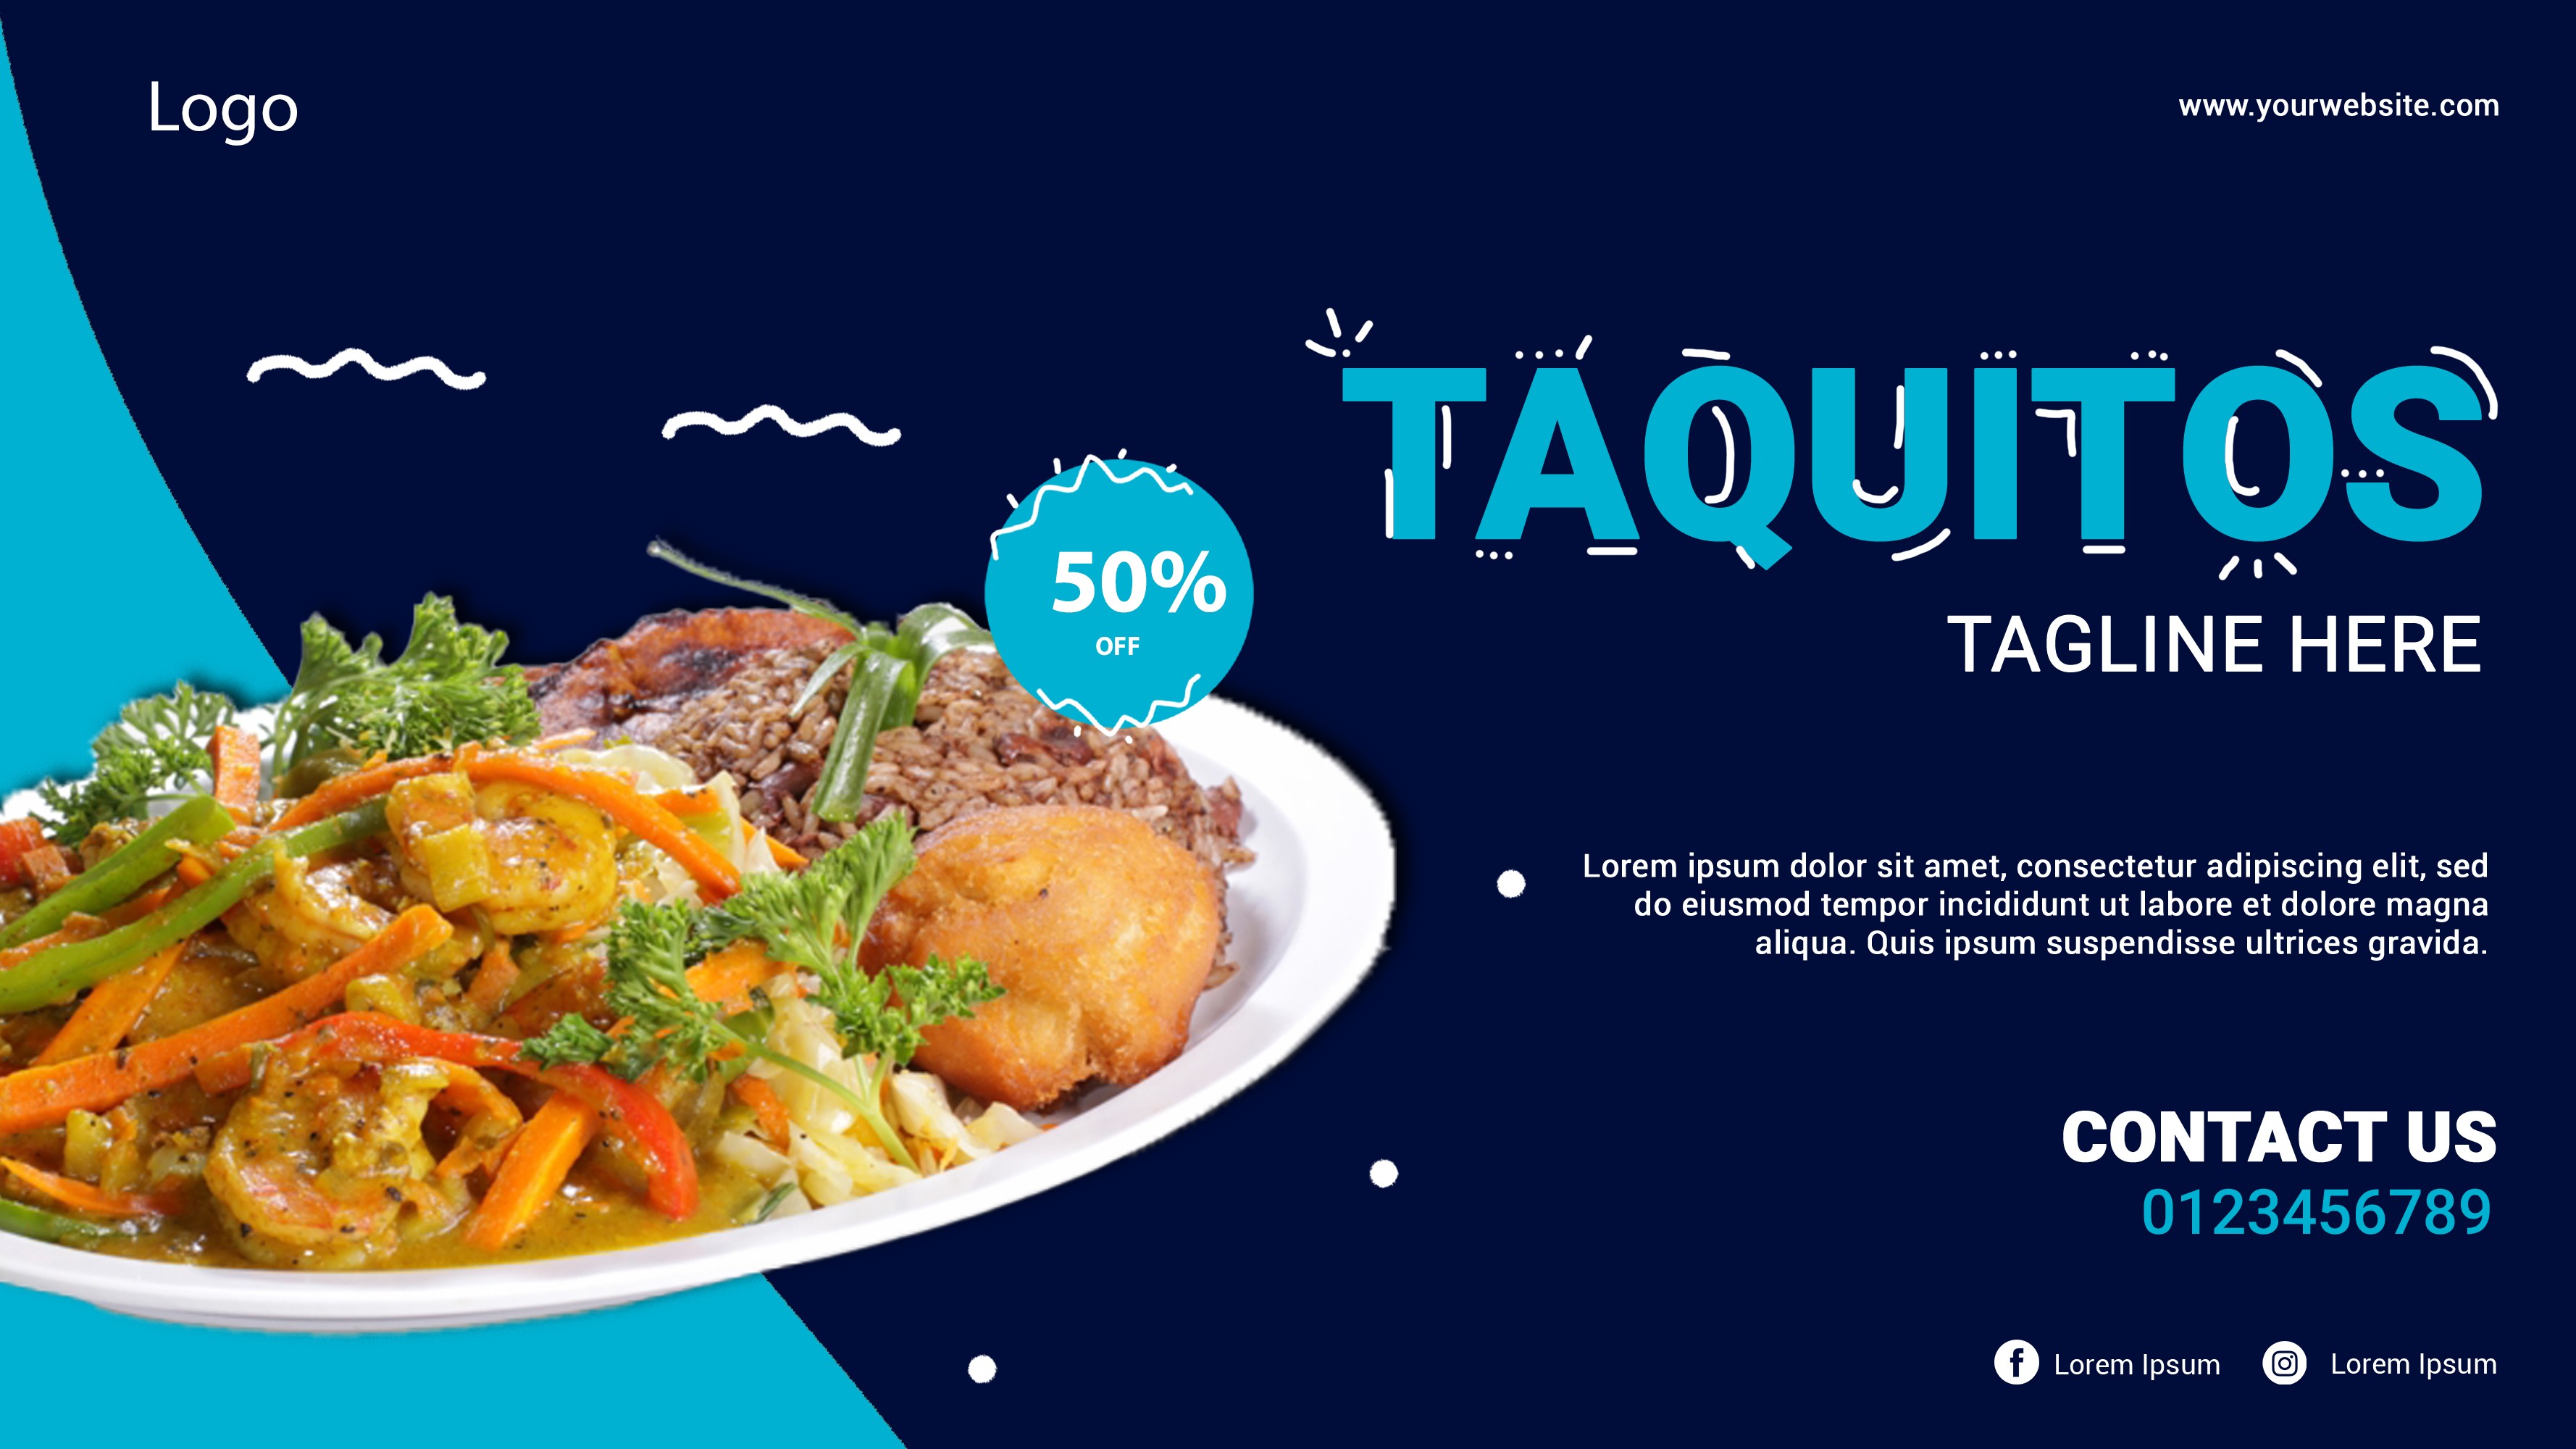 Logo
www.yourwebsite.com
TAQUITOS
TAGLINE HERE
50%
OFF
Lorem ipsum dolor sit amet, consectetur adipiscing elit, sed
do eiusmod tempor incididunt ut labore et dolore magna
aliqua. Quis ipsum suspendisse ultrices gravida.
CONTACT US
0123456789
Lorem Ipsum
Lorem Ipsum